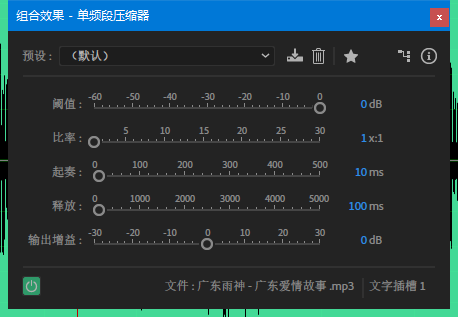 组合效果 - 单频段压缩器
预设： （默认）
-60 -50 -40 -30 -20 -10 0
阈值： 0 dB
5 10 15 20 25 30
比率： 1 x:1
0 100 200 300 400 500
起奏： 10 ms
0 1000 2000 3000 4000 5000
释放： 100 ms
-30 -20 -10 0 10 20 30
输出增益： 0 dB
文件 : 广东雨神 - 广东爱情故事 .mp3 文字插槽 1